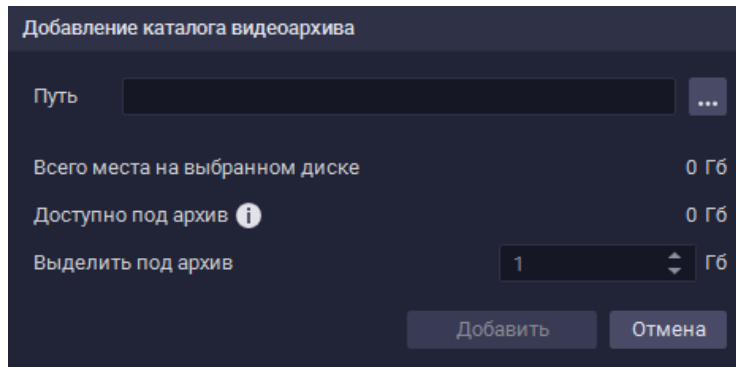 Добавление каталога видеоархива
Путь ...
Всего места на выбранном диске 0 Гб
Доступно под архив i 0 Гб
Выделить под архив 1 Гб
Добавить Отмена